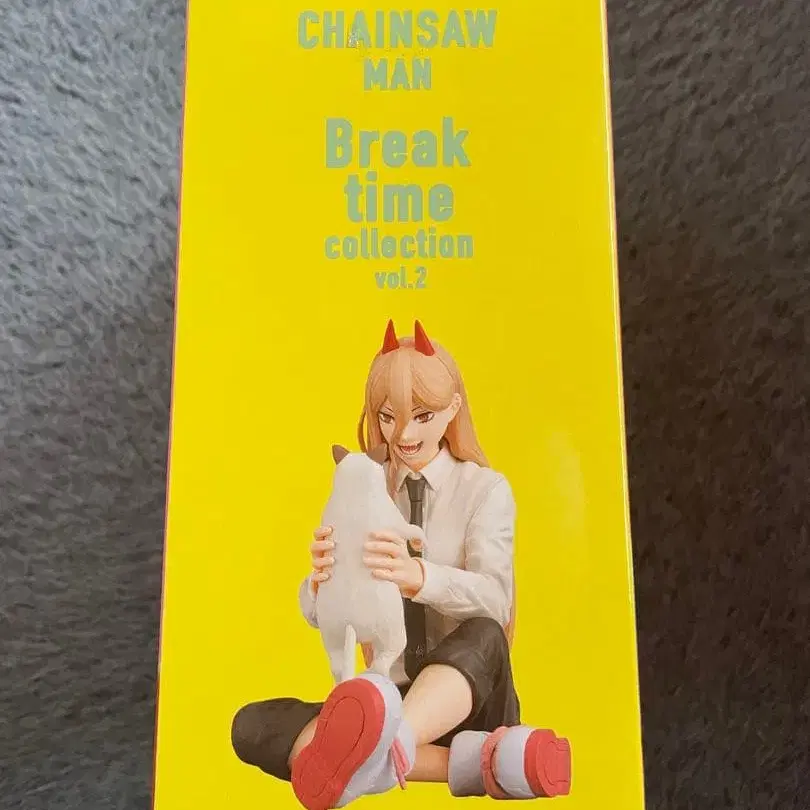 CHAINSAW
MAN
Break
time
collection
vol.2